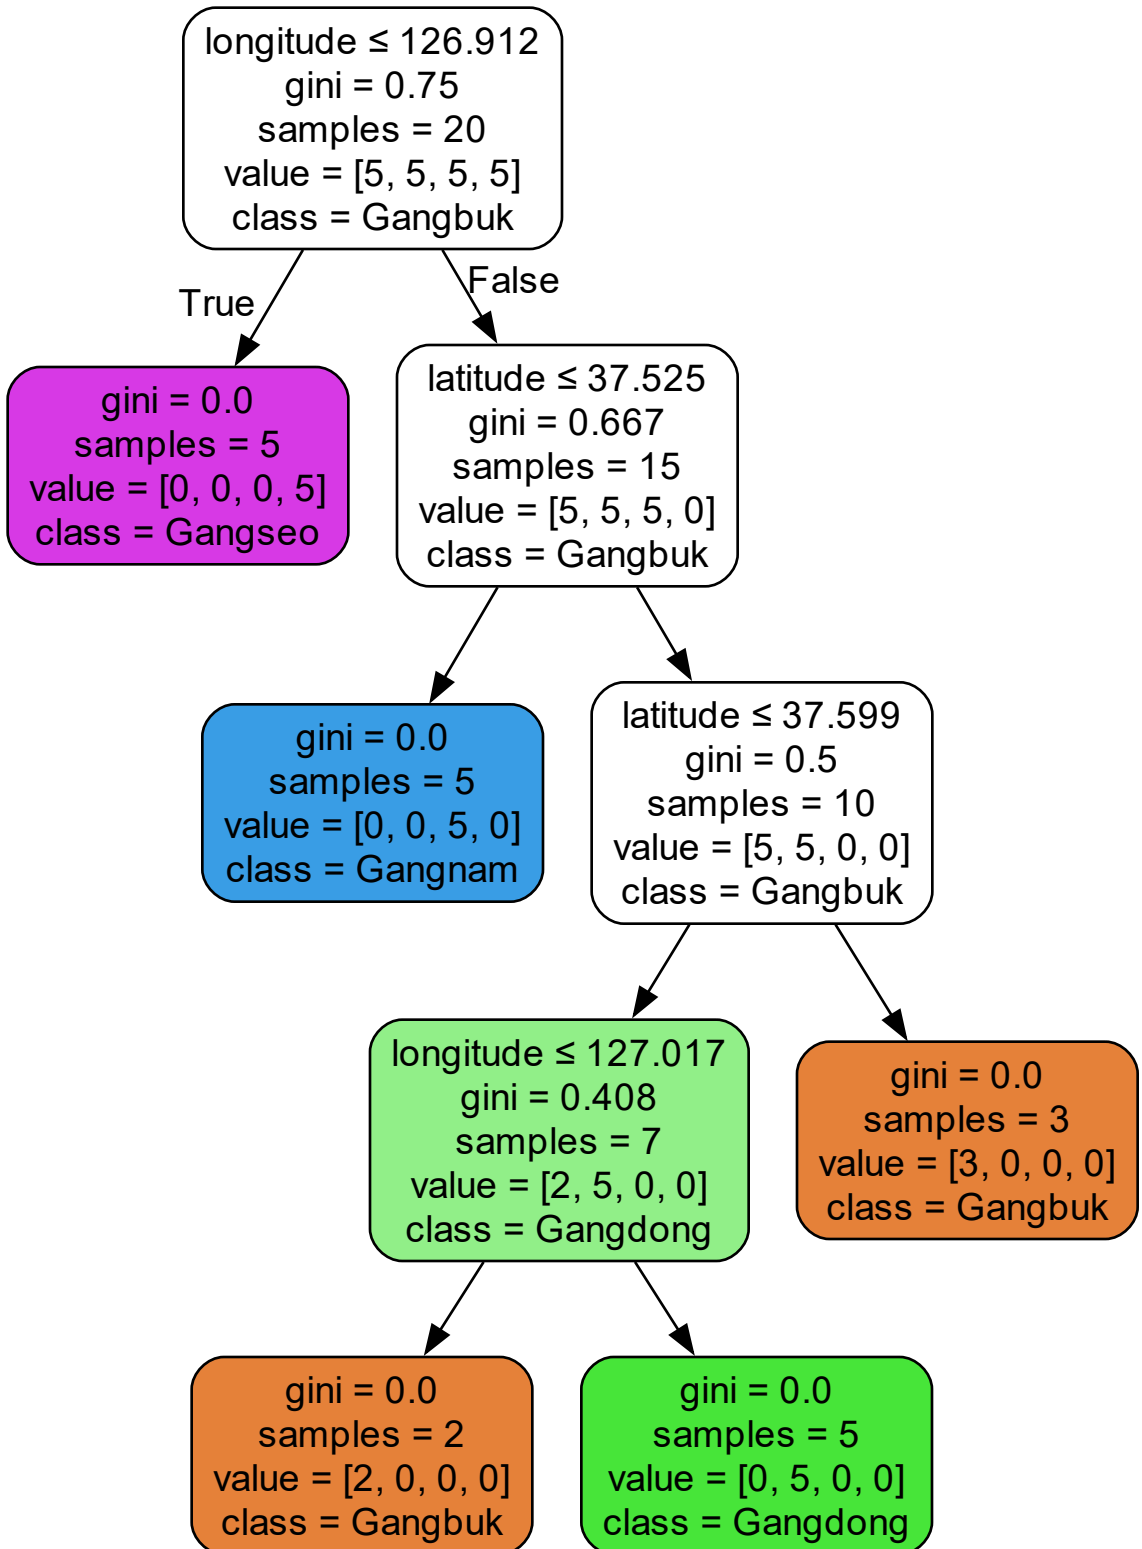 longitude ≤ 126.912
gini = 0.75
samples = 20
value = [5, 5, 5, 5]
class = Gangbuk
True
False
gini = 0.0
samples = 5
value = [0, 0, 0, 5]
class = Gangseo
latitude ≤ 37.525
gini = 0.667
samples = 15
value = [5, 5, 5, 0]
class = Gangbuk
gini = 0.0
samples = 5
value = [0, 0, 5, 0]
class = Gangnam
latitude ≤ 37.599
gini = 0.5
samples = 10
value = [5, 5, 0, 0]
class = Gangbuk
longitude ≤ 127.017
gini = 0.408
samples = 7
value = [2, 5, 0, 0]
class = Gangdong
gini = 0.0
samples = 3
value = [3, 0, 0, 0]
class = Gangbuk
gini = 0.0
samples = 2
value = [2, 0, 0, 0]
class = Gangbuk
gini = 0.0
samples = 5
value = [0, 5, 0, 0]
class = Gangdong